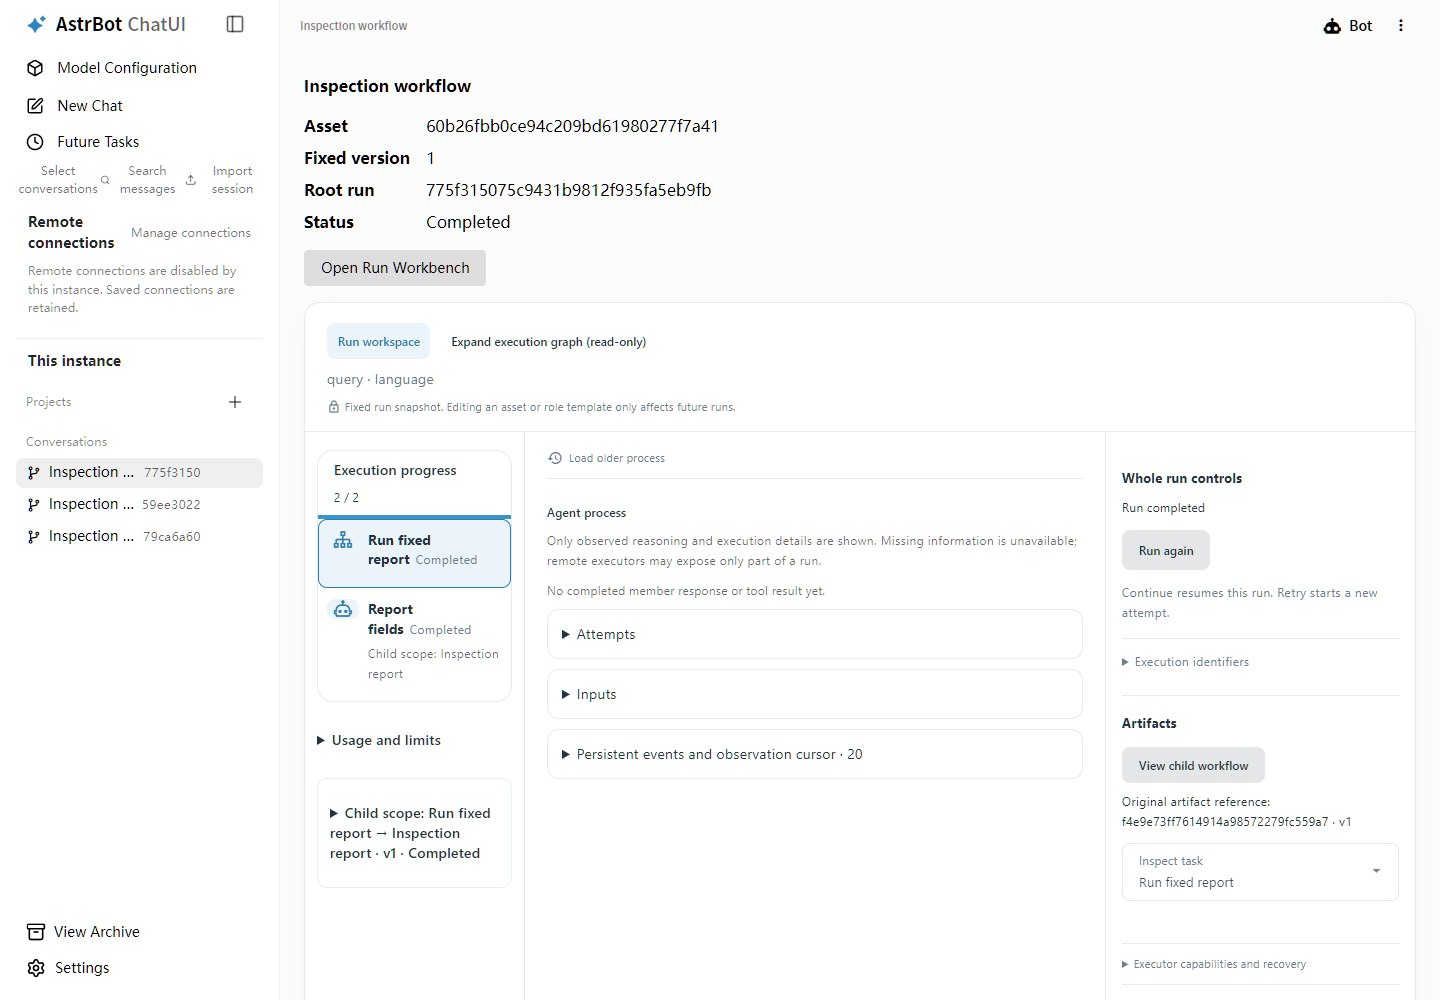 AstrBot ChatUI
Model Configuration
New Chat
Future Tasks
Select conversations
Search messages
Import session
Remote connections
Manage connections
Remote connections are disabled by
this instance. Saved connections are
retained.
This instance
Projects
Conversations
Inspection ... 775f3150
Inspection ... 59ee3022
Inspection ... 79ca6a60
View Archive
Settings
Inspection workflow
Bot
Inspection workflow
Asset 60b26fbb0ce94c209bd61980277f7a41
Fixed version 1
Root run 775f315075c9431b9812f935fa5eb9fb
Status Completed
Open Run Workbench
Run workspace
Expand execution graph (read-only)
query · language
Fixed run snapshot. Editing an asset or role template only affects future runs.
Execution progress
2 / 2
Run fixed
report Completed
Report
fields Completed
Child scope: Inspection
report
Usage and limits
Child scope: Run fixed
report → Inspection
report · v1 · Completed
Load older process
Agent process
Only observed reasoning and execution details are shown. Missing information is unavailable;
remote executors may expose only part of a run.
No completed member response or tool result yet.
Attempts
Inputs
Persistent events and observation cursor · 20
Whole run controls
Run completed
Run again
Continue resumes this run. Retry starts a new
attempt.
Execution identifiers
Artifacts
View child workflow
Original artifact reference:
f4e9e73ff7614914a98572279fc559a7 · v1
Inspect task
Run fixed report
Executor capabilities and recovery